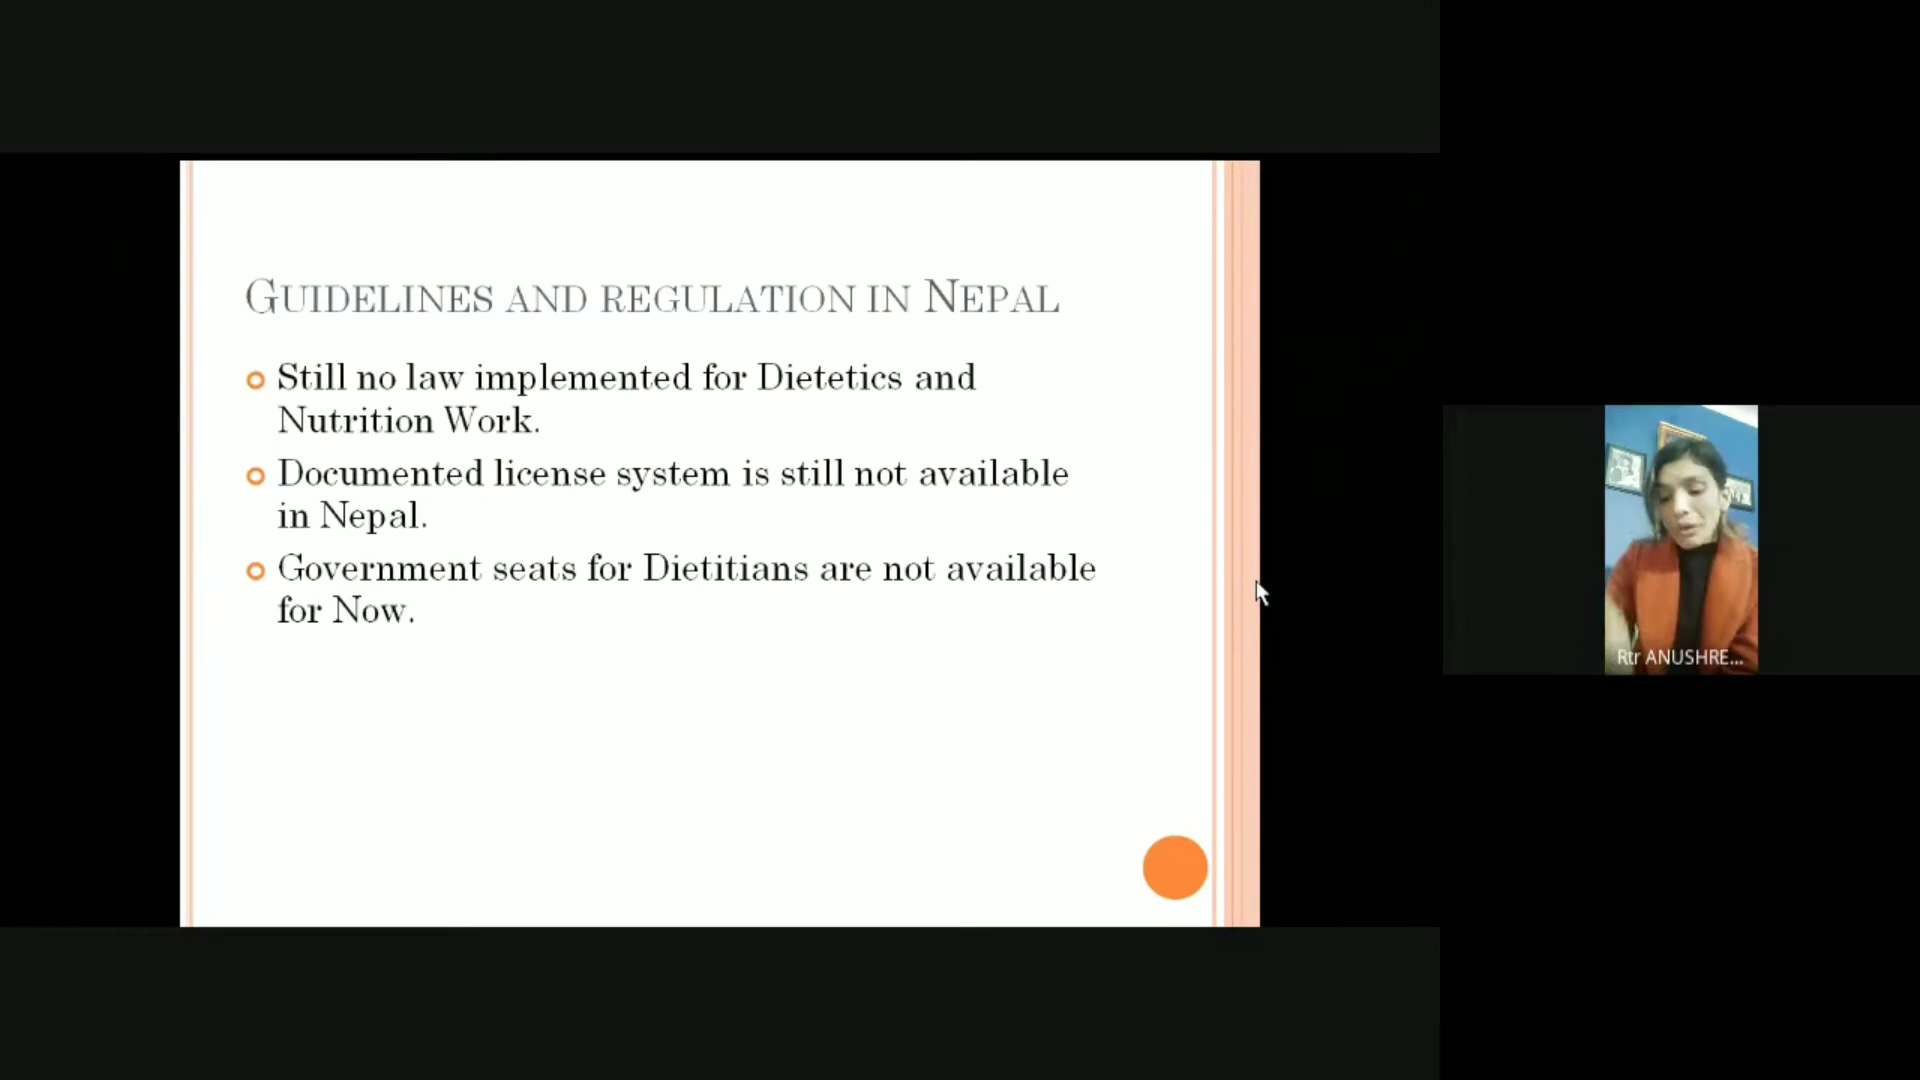 GUIDELINES AND REGULATION IN NEPAL
Still no law implemented for Dietetics and
Nutrition Work.
Documented license system is still not available
in Nepal.
Government seats for Dietitians are not available
for Now.
Rtr ANUSHRE...